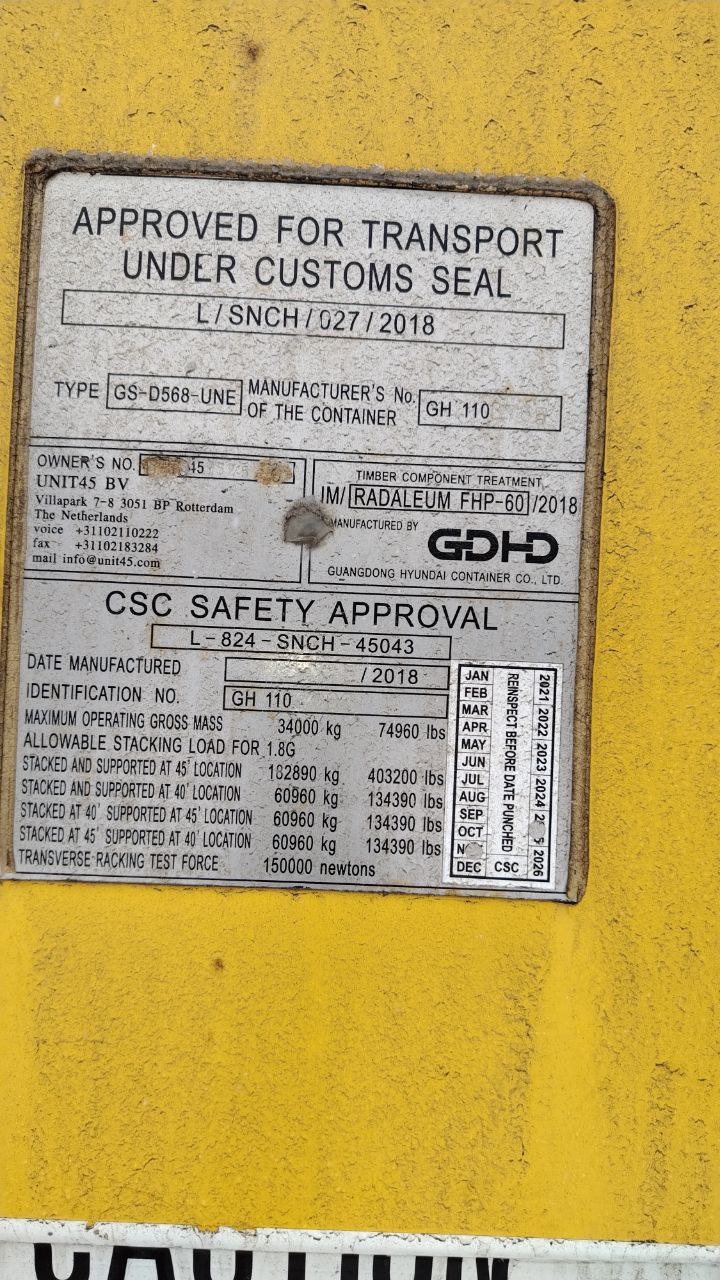 APPROVED FOR TRANSPORT
UNDER CUSTOMS SEAL
L/SNCH/027/2018
TYPE GS-D568-UNE MANUFACTURER'S No. OF THE CONTAINER GH 110
OWNER'S NO. 45
UNIT45 BV
Villapark 7-8 3051 BP Rotterdam
The Netherlands
voice +31102110222
fax +31102183284
mail info@unit45.com
TIMBER COMPONENT TREATMENT
IM/ RADALEUM FHP-60 /2018
MANUFACTURED BY
GDHD
GUANGDONG HYUNDAI CONTAINER CO., LTD.
CSC SAFETY APPROVAL
L-824-SNCH-45043
DATE MANUFACTURED /2018
IDENTIFICATION NO. GH 110
MAXIMUM OPERATING GROSS MASS 34000 kg 74960 lbs
ALLOWABLE STACKING LOAD FOR 1.8G
STACKED AND SUPPORTED AT 45' LOCATION 182890 kg 403200 lbs
STACKED AND SUPPORTED AT 40' LOCATION 60960 kg 134390 lbs
STACKED AT 40' SUPPORTED AT 45' LOCATION 60960 kg 134390 lbs
STACKED AT 45' SUPPORTED AT 40' LOCATION 60960 kg 134390 lbs
TRANSVERSE RACKING TEST FORCE 150000 newtons
JAN
FEB
MAR
APR
MAY
JUN
JUL
AUG
SEP
OCT
DEC
REINSPECT BEFORE DATE PUNCHED
CSC
2021 2022 2023 2024 2026
CAUTION